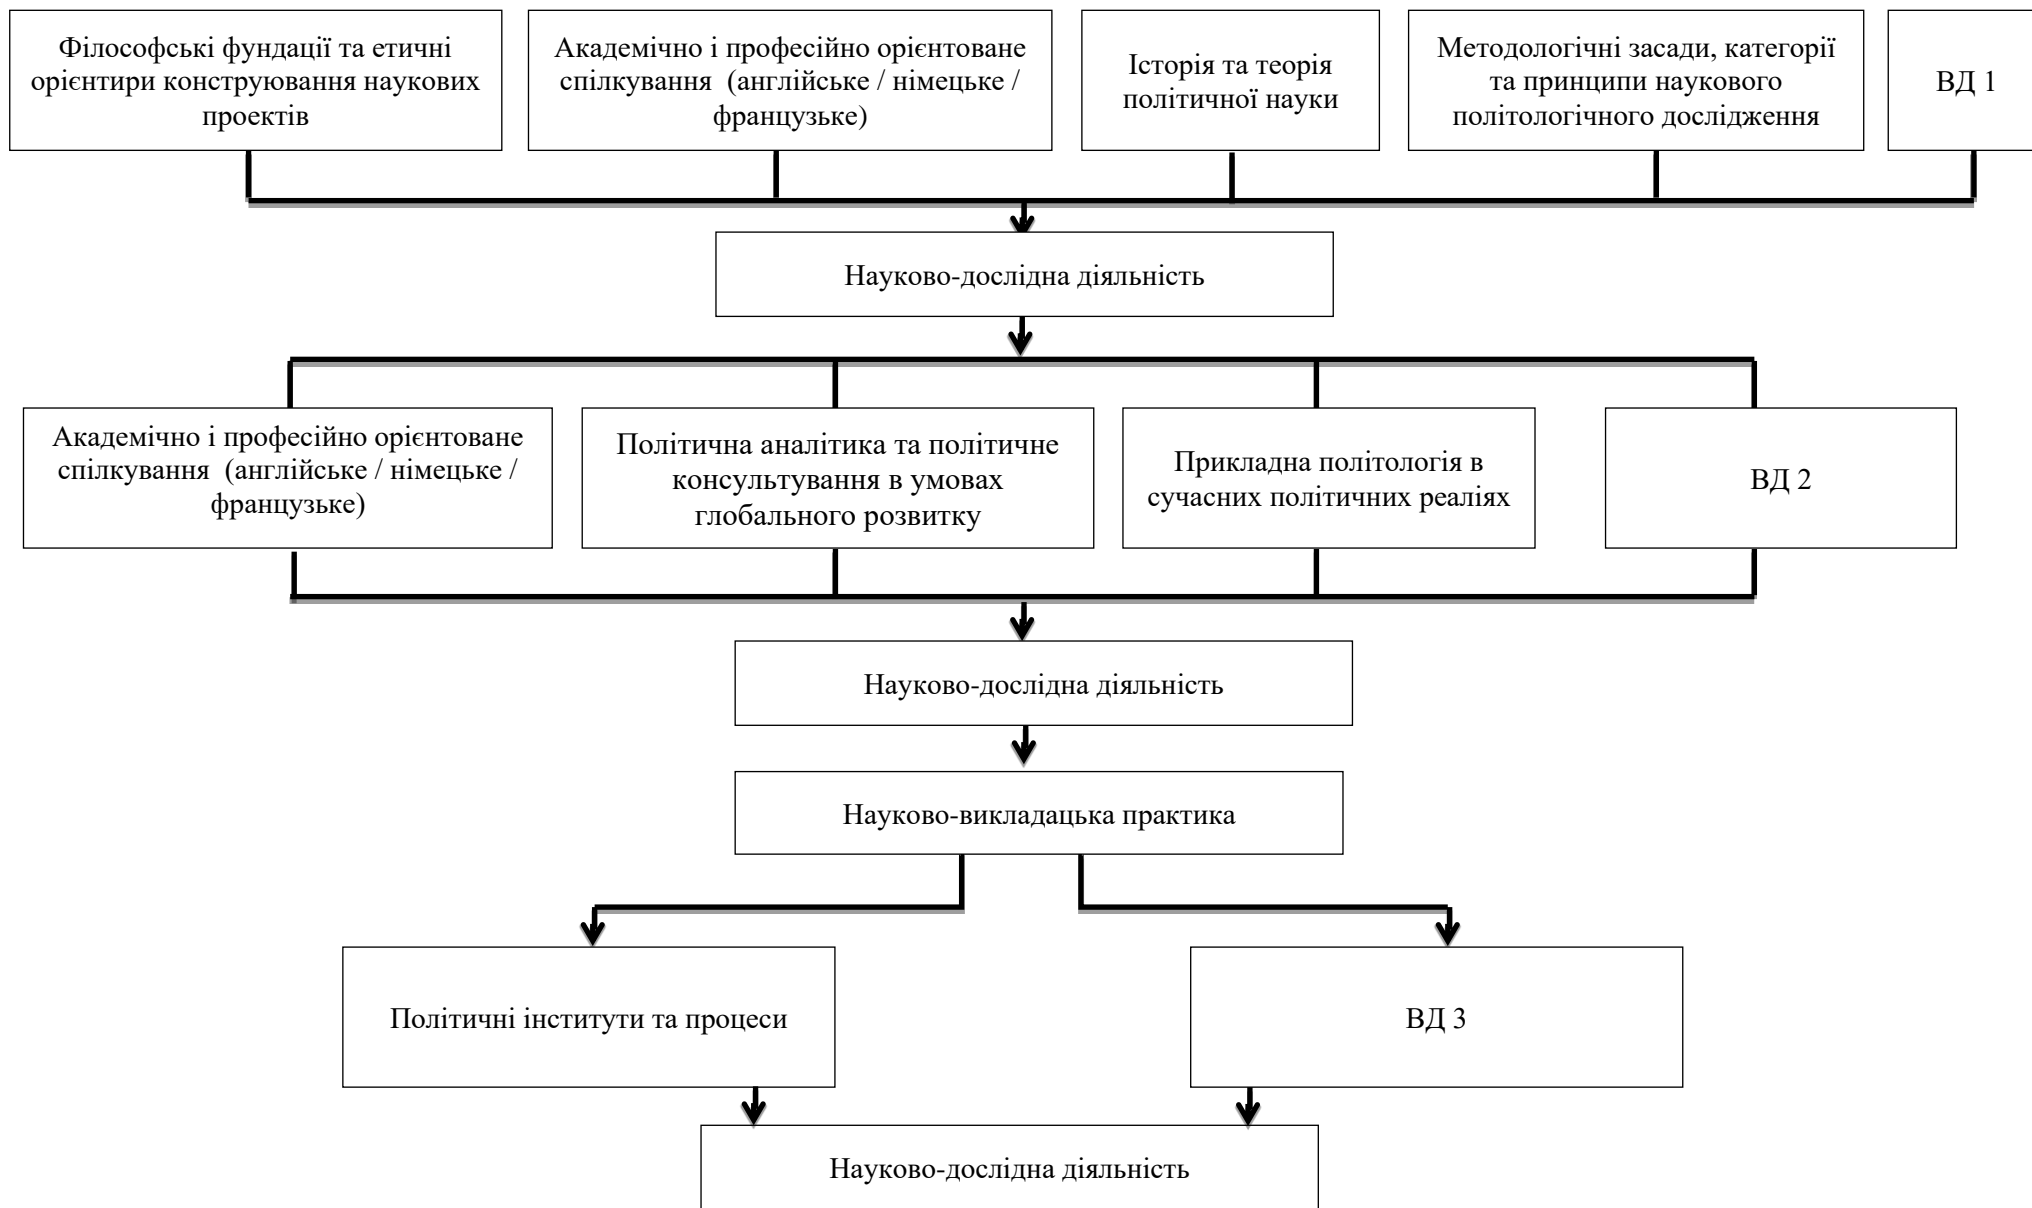 Філософські фундації та етичні
орієнтири конструювання наукових
проектів
Академічно і професійно орієнтоване
спілкування (англійське / німецьке /
французьке)
Історія та теорія
політичної науки
Методологічні засади, категорії
та принципи наукового
політологічного дослідження
ВД 1
Науково-дослідна діяльність
Академічно і професійно орієнтоване
спілкування (англійське / німецьке /
французьке)
Політична аналітика та політичне
консультування в умовах
глобального розвитку
Прикладна політологія в
сучасних політичних реаліях
ВД 2
Науково-дослідна діяльність
Науково-викладацька практика
Політичні інститути та процеси
ВД 3
Науково-дослідна діяльність